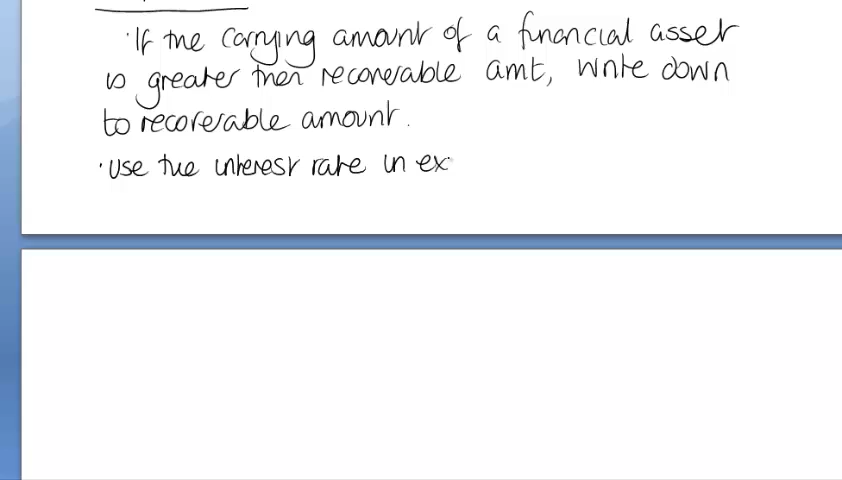 · If the carrying amount of a financial asset
is greater then recoverable amt, write down
to recoverable amount.
· Use the interest rate in ex